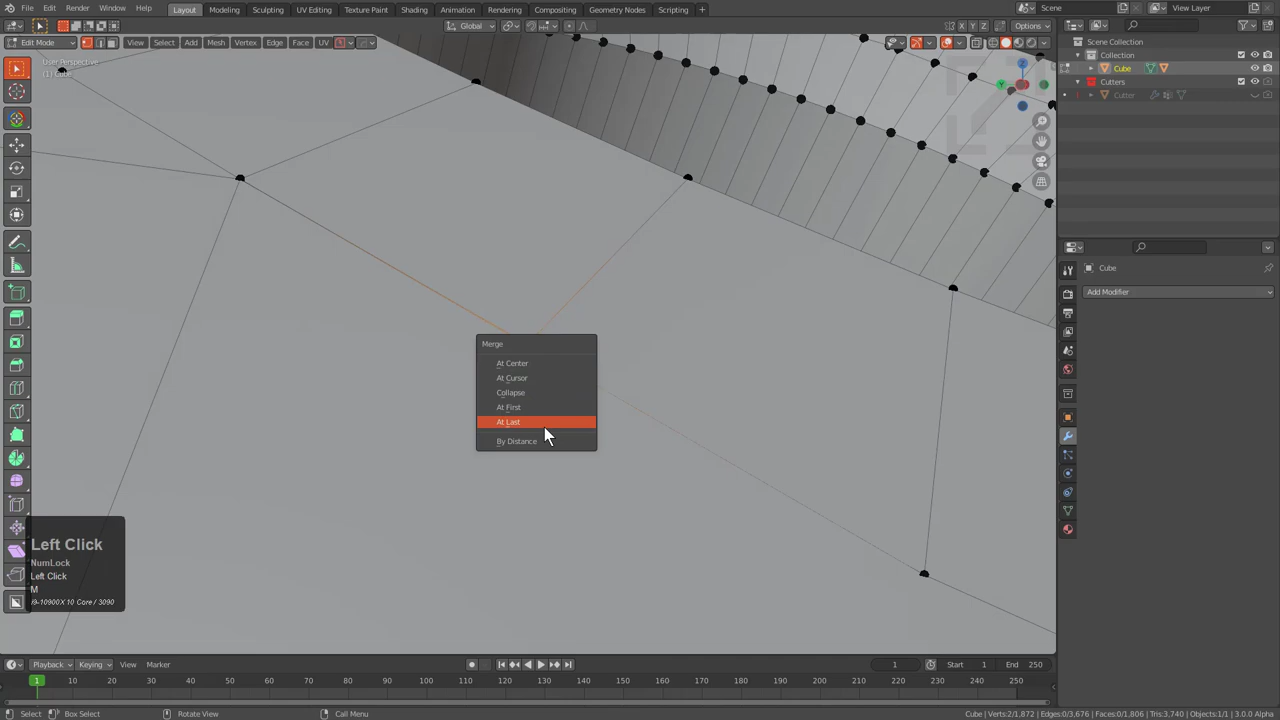 File Edit Render Window Help Layout Modeling Sculpting UV Editing Texture Paint Shading Animation Rendering Compositing Geometry Nodes Scripting + Scene View Layer
Global X Y Z Options
Edit Mode View Select Add Mesh Vertex Edge Face UV
User Perspective
(1) Cube
Z
Y
Scene Collection
Collection
Cube
Cutters
Cutter
Cube
Add Modifier
Merge
At Center
At Cursor
Collapse
At First
At Last
By Distance
Left Click
NumLock
Left Click
M
i9-10900X 10 Core / 3090
Playback Keying View Marker 1 Start 1 End 250
1 10 20 30 40 50 60 70 80 90 100 110 120 130 140 150 160 170 180 190 200 210 220 230 240 250
Select Box Select Rotate View Call Menu Cube | Verts:2/1,872 | Edges:0/3,676 | Faces:0/1,806 | Tris:3,740 | Objects:1/1 | 3.0.0 Alpha